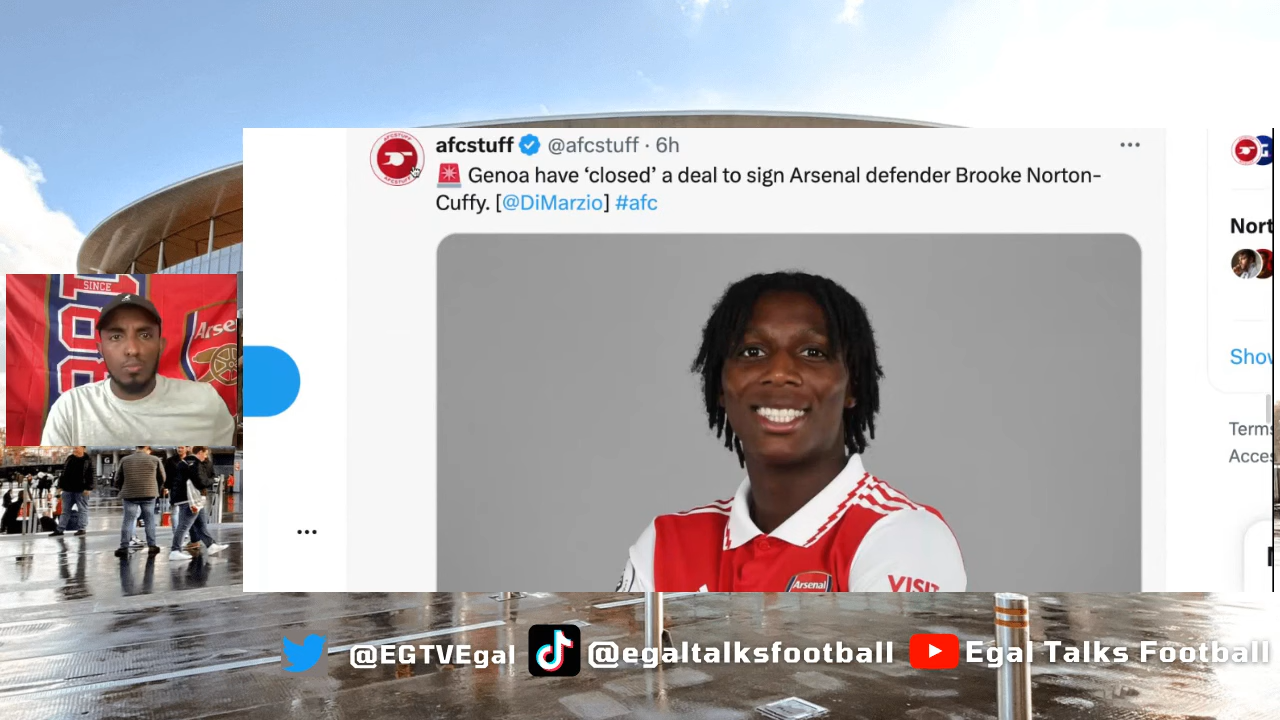 afcstuff @afcstuff · 6h
🚨 Genoa have ‘closed’ a deal to sign Arsenal defender Brooke Norton-
Cuffy. [@DiMarzio] #afc
Nort
Show
Terms
Acces
SINCE
Arse
Arsenal
VISIT
@EGTVEgal @egaltalksfootball Egal Talks Football